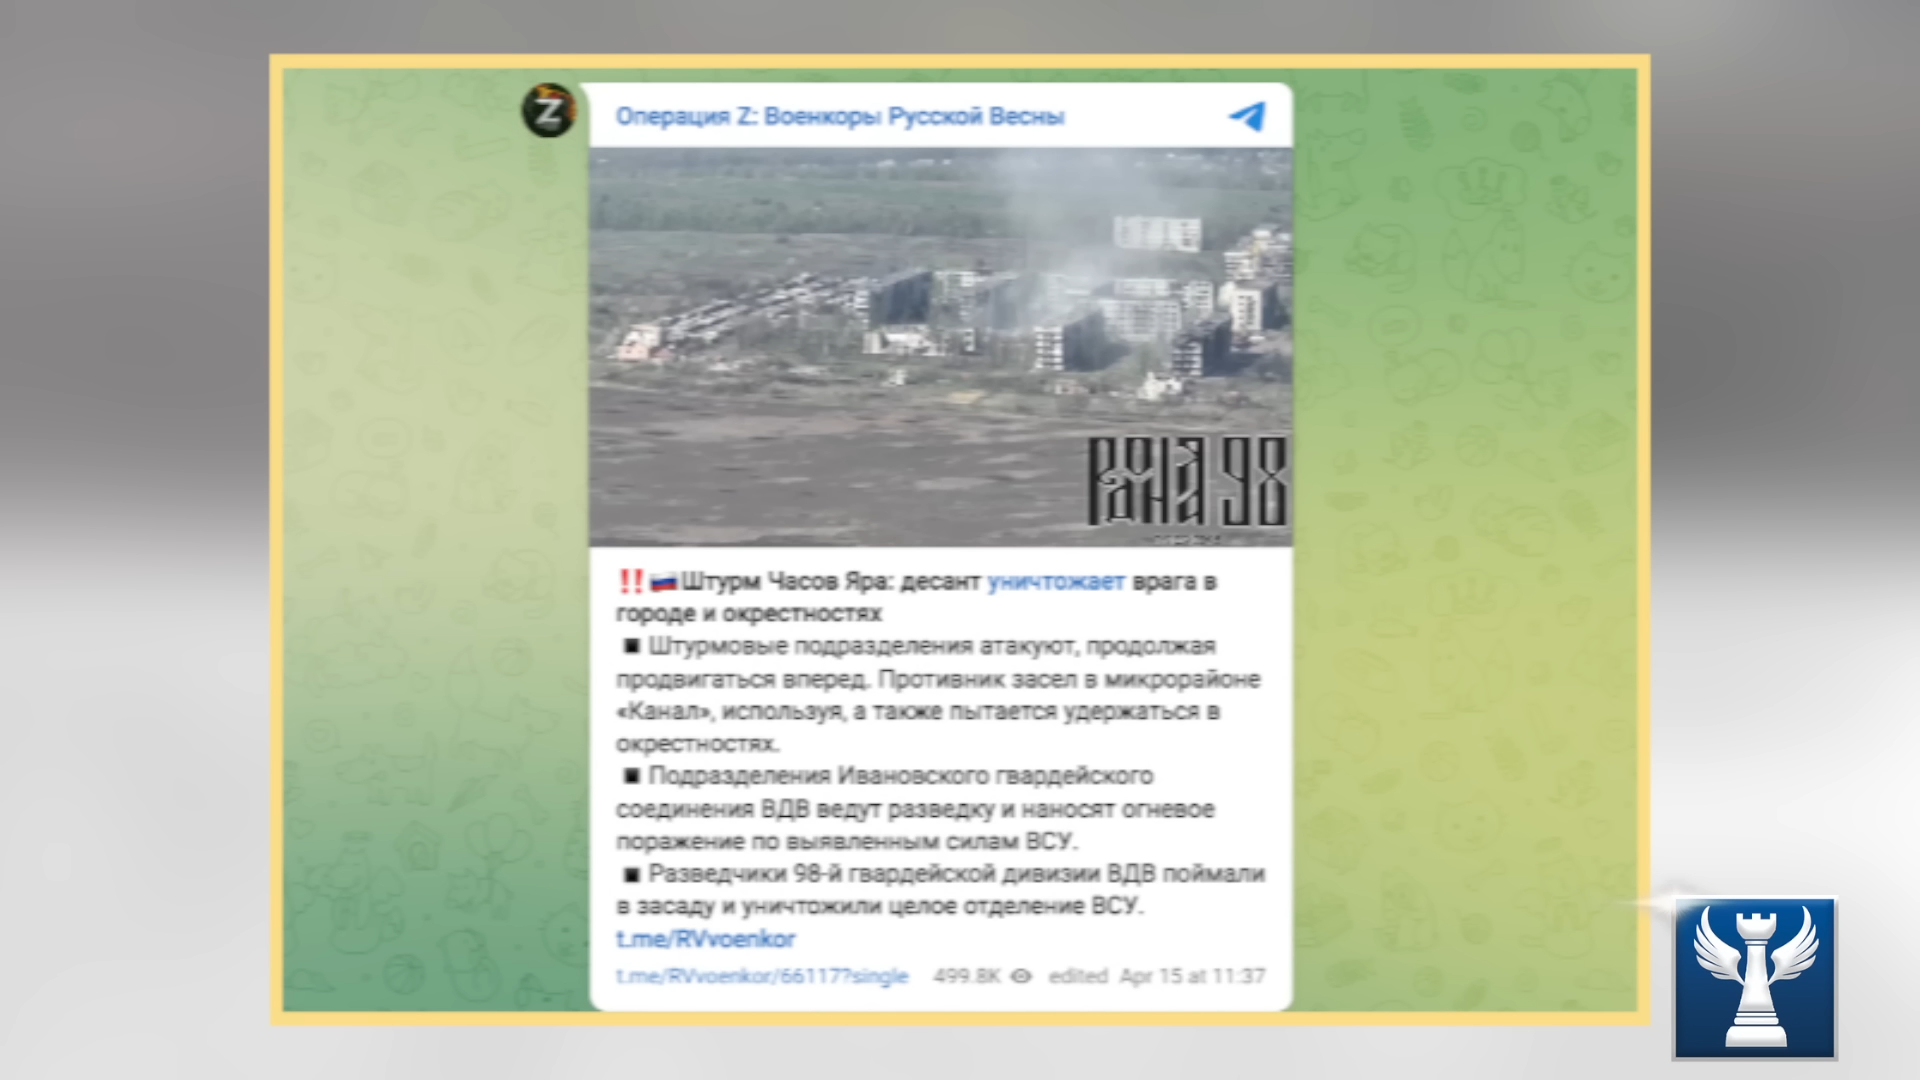 Операция Z: Военкоры Русской Весны
98
‼️🇷🇺Штурм Часов Яра: десант уничтожает врага в
городе и окрестностях
▪️Штурмовые подразделения атакуют, продолжая
продвигаться вперед. Противник засел в микрорайоне
«Канал», используя, а также пытается удержаться в
окрестностях.
▪️Подразделения Ивановского гвардейского
соединения ВДВ ведут разведку и наносят огневое
поражение по выявленным силам ВСУ.
▪️Разведчики 98-й гвардейской дивизии ВДВ поймали
в засаду и уничтожили целое отделение ВСУ.
t.me/RVvoenkor
t.me/RVvoenkor/66117?single 499.8K edited Apr 15 at 11:37